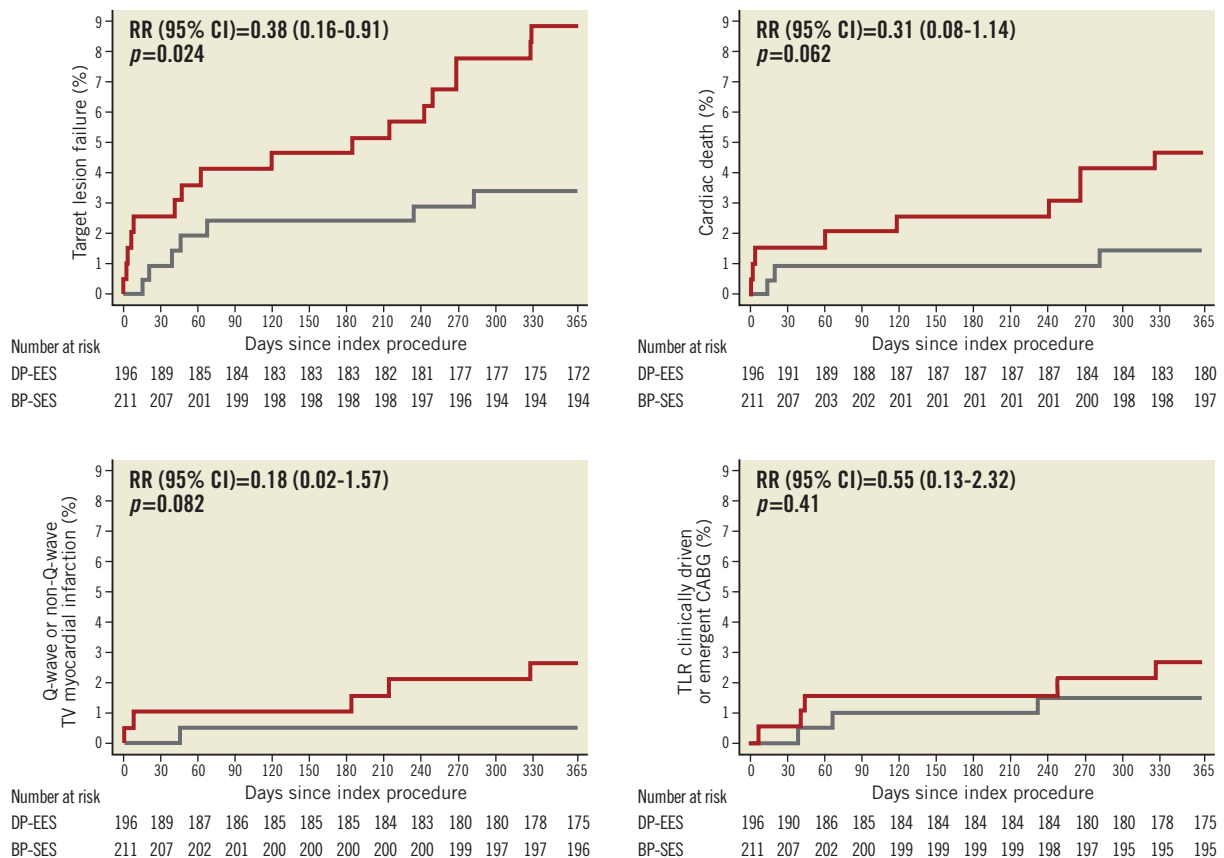 RR (95% CI)=0.38 (0.16-0.91)
p=0.024
Target lesion failure (%)
9
8
7
6
5
4
3
2
1
0
0 30 60 90 120 150 180 210 240 270 300 330 365
Days since index procedure
Number at risk
DP-EES 196 189 185 184 183 183 183 182 181 177 177 175 172
BP-SES 211 207 201 199 198 198 198 198 197 196 194 194 194
RR (95% CI)=0.31 (0.08-1.14)
p=0.062
Cardiac death (%)
9
8
7
6
5
4
3
2
1
0
0 30 60 90 120 150 180 210 240 270 300 330 365
Days since index procedure
Number at risk
DP-EES 196 191 189 188 187 187 187 187 187 184 184 183 180
BP-SES 211 207 203 202 201 201 201 201 201 200 198 198 197
RR (95% CI)=0.18 (0.02-1.57)
p=0.082
Q-wave or non-Q-wave
TV myocardial infarction (%)
9
8
7
6
5
4
3
2
1
0
0 30 60 90 120 150 180 210 240 270 300 330 365
Days since index procedure
Number at risk
DP-EES 196 189 187 186 185 185 185 184 183 180 180 178 175
BP-SES 211 207 202 201 200 200 200 200 200 199 197 197 196
RR (95% CI)=0.55 (0.13-2.32)
p=0.41
TLR clinically driven
or emergent CABG (%)
9
8
7
6
5
4
3
2
1
0
0 30 60 90 120 150 180 210 240 270 300 330 365
Days since index procedure
Number at risk
DP-EES 196 190 186 185 184 184 184 184 184 180 180 178 175
BP-SES 211 207 202 200 199 199 199 199 198 197 195 195 195